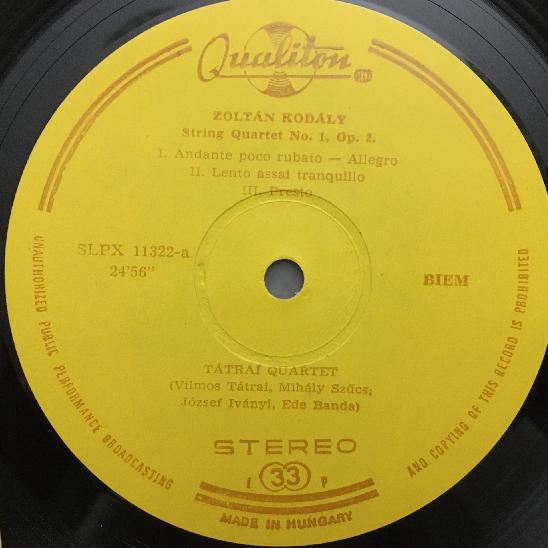 Qualiton
ZOLTÁN KODÁLY
String Quartet No. 1, Op. 2.
I. Andante poco rubato — Allegro
II. Lento assai tranquillo
III. Presto
SLPX 11322-a
24'56"
BIEM
TÁTRAI QUARTET
(Vilmos Tátrai, Mihály Szűcs,
József Iványi, Ede Banda)
STEREO
33
L P
MADE IN HUNGARY
UNAUTHORIZED PUBLIC PERFORMANCE BROADCASTING
AND COPYING OF THIS RECORD IS PROHIBITED